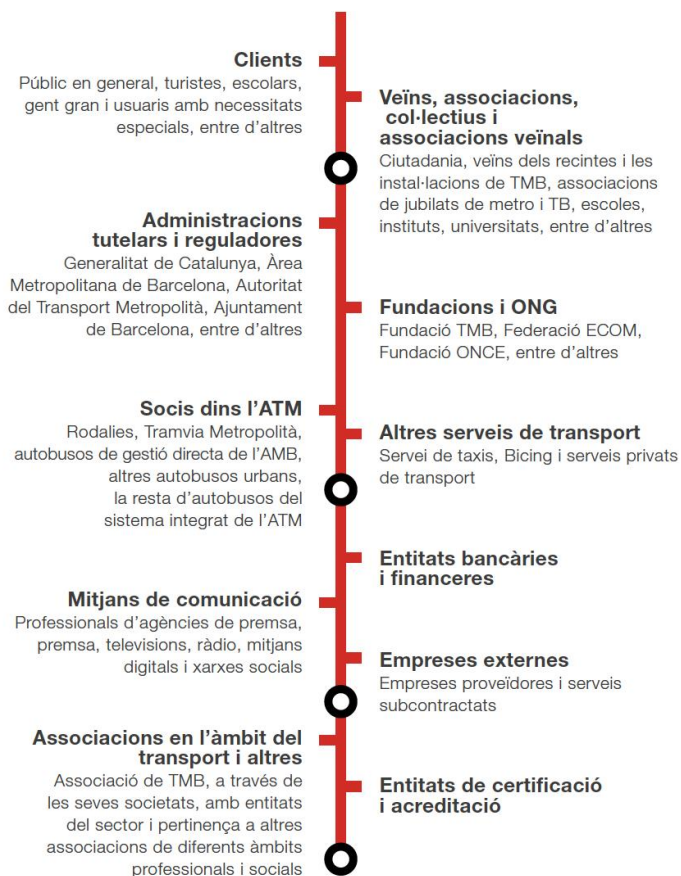 Clients
Públic en general, turistes, escolars,
gent gran i usuaris amb necessitats
especials, entre d'altres
Veïns, associacions,
col·lectius i
associacions veïnals
Ciutadania, veïns dels recintes i les
instal·lacions de TMB, associacions
de jubilats de metro i TB, escoles,
instituts, universitats, entre d'altres
Administracions
tutelars i reguladores
Generalitat de Catalunya, Àrea
Metropolitana de Barcelona, Autoritat
del Transport Metropolità, Ajuntament
de Barcelona, entre d'altres
Fundacions i ONG
Fundació TMB, Federació ECOM,
Fundació ONCE, entre d'altres
Socis dins l'ATM
Rodalies, Tramvia Metropolità,
autobusos de gestió directa de l'AMB,
altres autobusos urbans,
la resta d'autobusos del
sistema integrat de l'ATM
Altres serveis de transport
Servei de taxis, Bicing i serveis privats
de transport
Entitats bancàries
i financeres
Mitjans de comunicació
Professionals d'agències de premsa,
premsa, televisions, ràdio, mitjans
digitals i xarxes socials
Empreses externes
Empreses proveïdores i serveis
subcontractats
Associacions en l'àmbit del
transport i altres
Associació de TMB, a través de
les seves societats, amb entitats
del sector i pertinença a altres
associacions de diferents àmbits
professionals i socials
Entitats de certificació
i acreditació